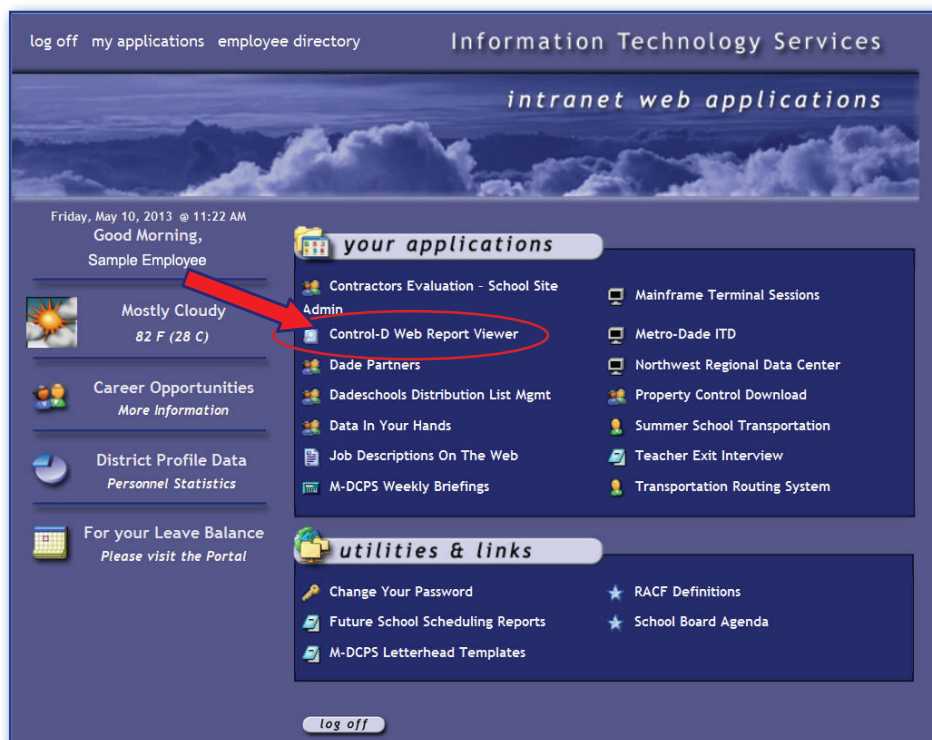 log off my applications employee directory
Information Technology Services
intranet web applications
Friday, May 10, 2013 @ 11:22 AM
Good Morning,
Sample Employee
Mostly Cloudy
82 F (28 C)
Career Opportunities
More Information
District Profile Data
Personnel Statistics
For your Leave Balance
Please visit the Portal
your applications
Contractors Evaluation - School Site
Admin
Control-D Web Report Viewer
Dade Partners
Dadeschools Distribution List Mgmt
Data In Your Hands
Job Descriptions On The Web
M-DCPS Weekly Briefings
Mainframe Terminal Sessions
Metro-Dade ITD
Northwest Regional Data Center
Property Control Download
Summer School Transportation
Teacher Exit Interview
Transportation Routing System
utilities & links
Change Your Password
Future School Scheduling Reports
M-DCPS Letterhead Templates
RACF Definitions
School Board Agenda
log off